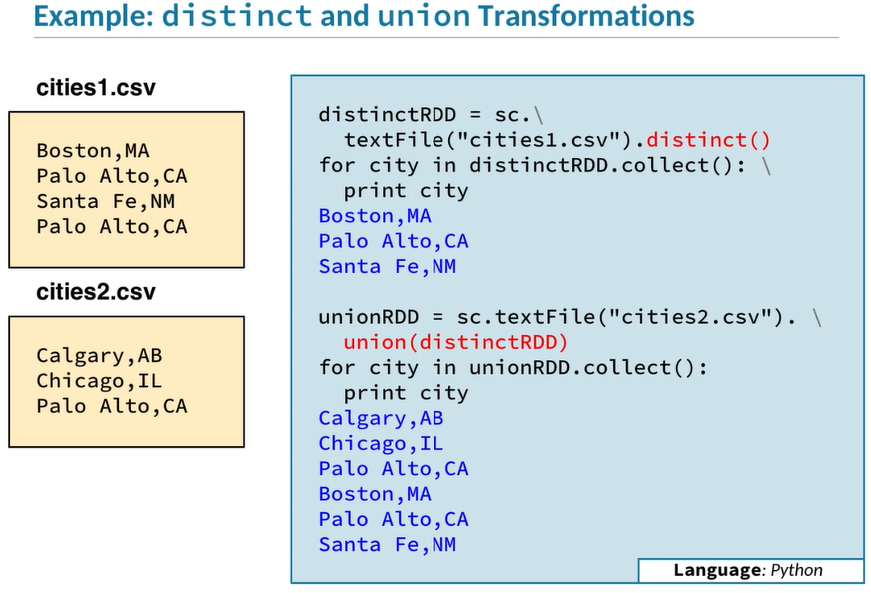 Example: distinct and union Transformations
cities1.csv
Boston,MA
Palo Alto,CA
Santa Fe,NM
Palo Alto,CA
cities2.csv
Calgary,AB
Chicago,IL
Palo Alto,CA
distinctRDD = sc.\
textFile("cities1.csv").distinct()
for city in distinctRDD.collect(): \
print city
Boston,MA
Palo Alto,CA
Santa Fe,NM
unionRDD = sc.textFile("cities2.csv"). \
union(distinctRDD)
for city in unionRDD.collect():
print city
Calgary,AB
Chicago,IL
Palo Alto,CA
Boston,MA
Palo Alto,CA
Santa Fe,NM
Language: Python